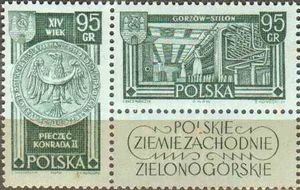 XIV
WIEK
95
GR
PIECZĘĆ
KONRADA II
POLSKA
GORZÓW-STILON
95
GR
POLSKA
POLSKIE
ZIEMIE ZACHODNIE
ZIELONOGÓRSKIE